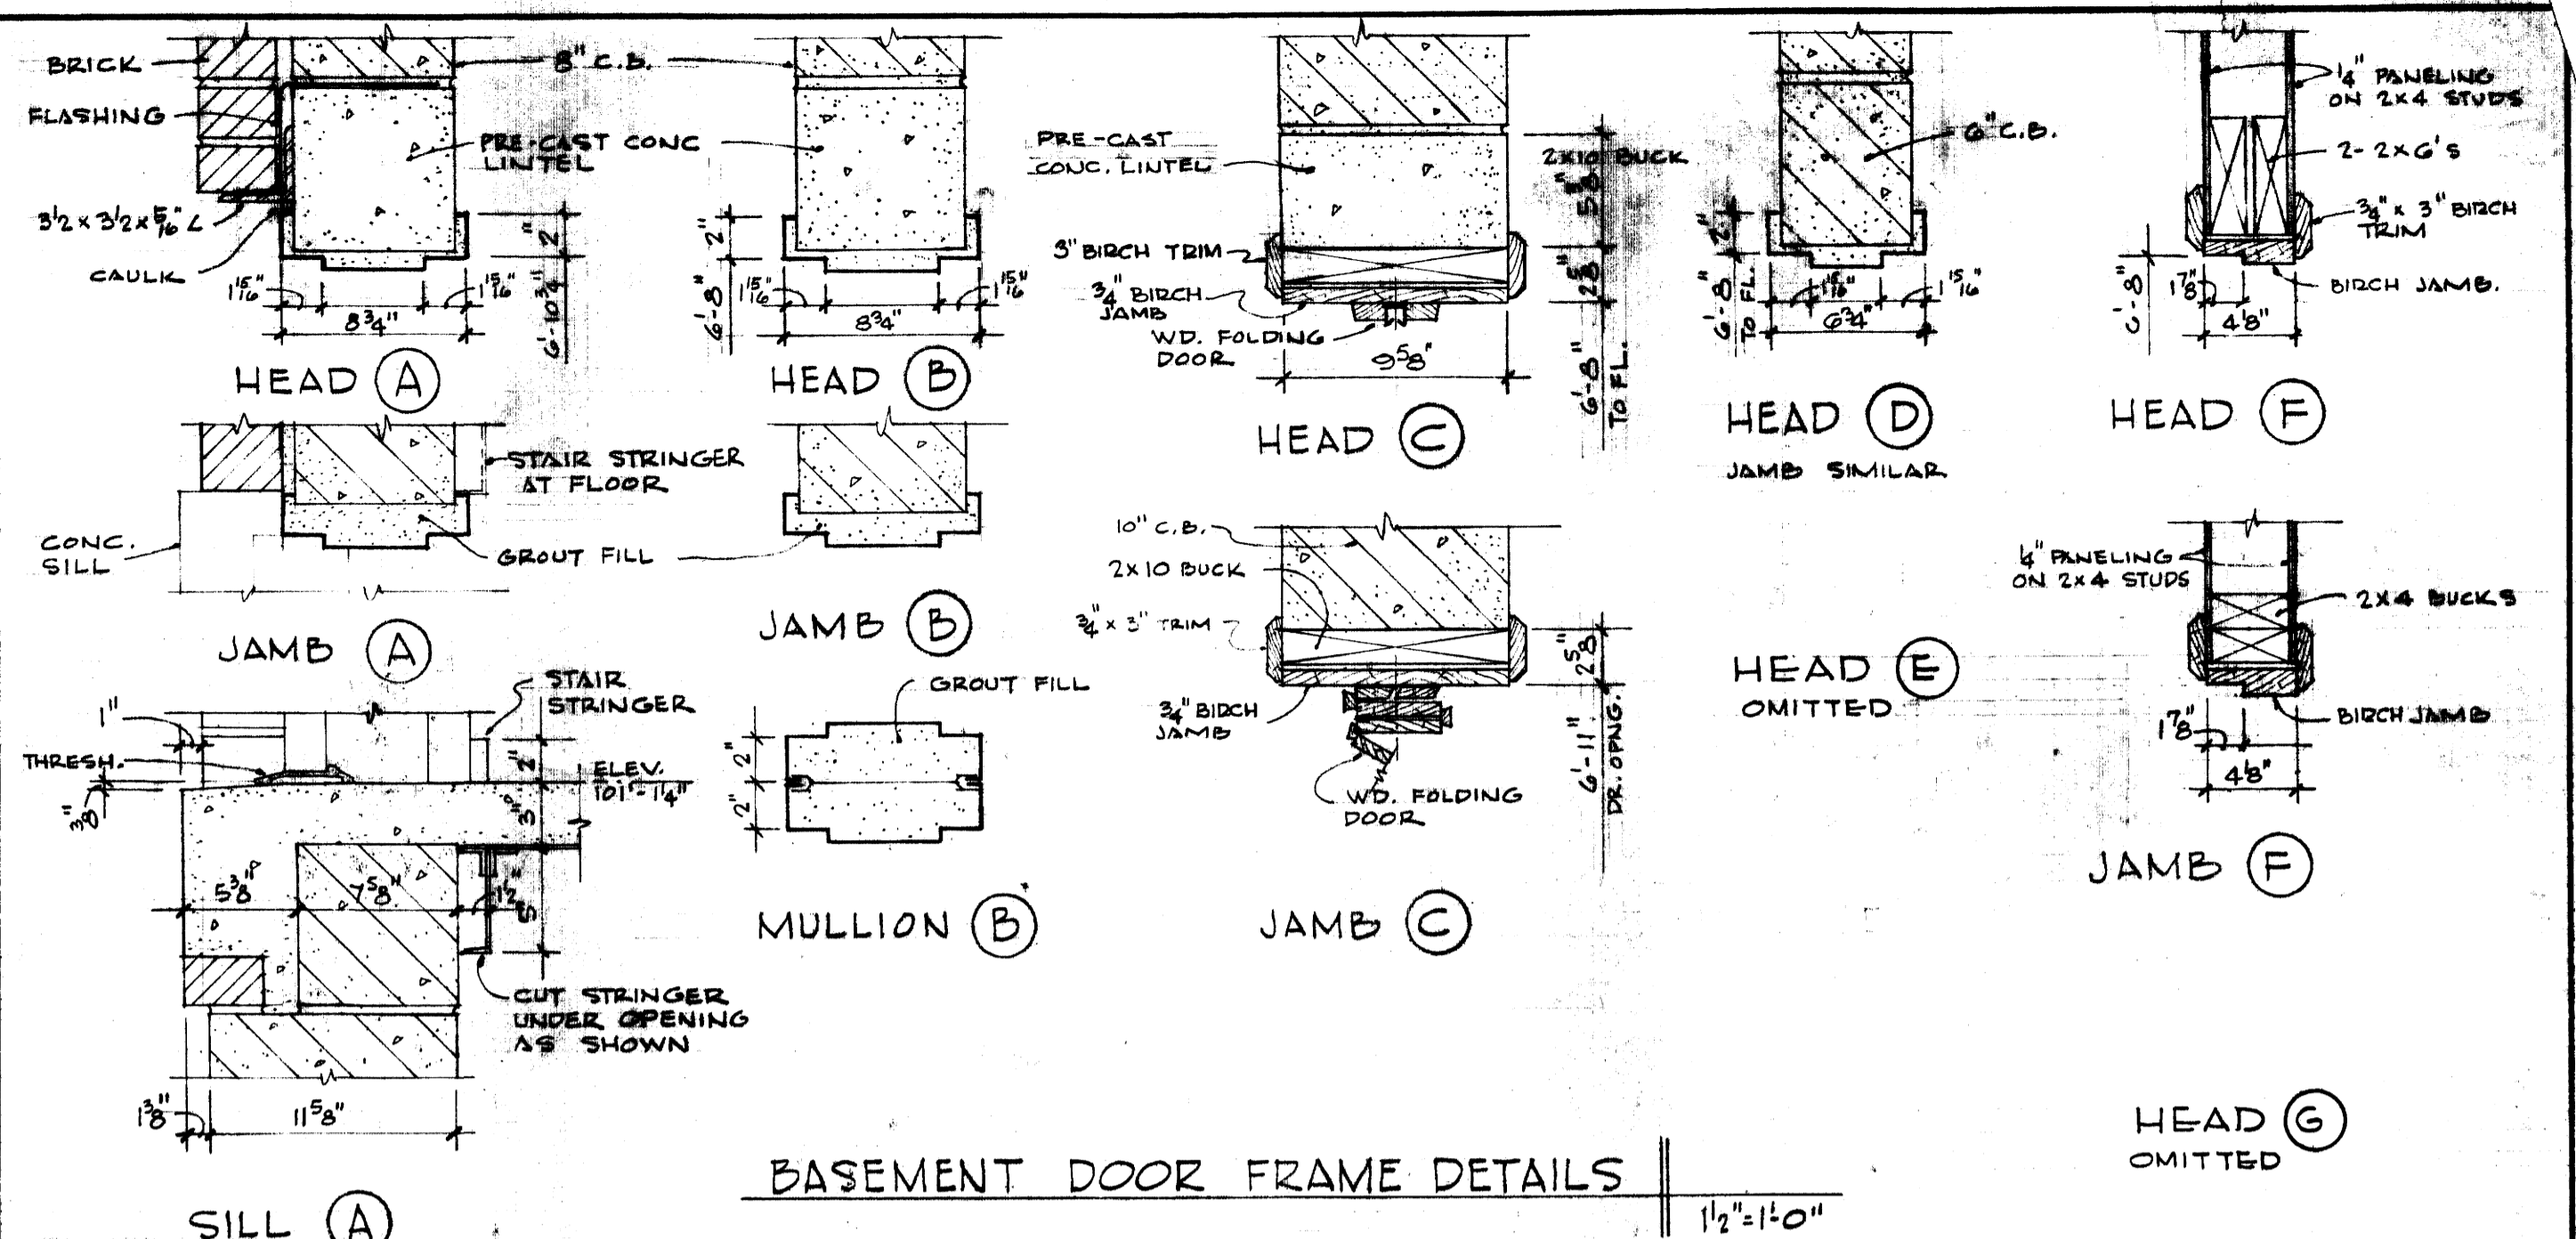 BRICK
FLASHING
3½ x 3½ x 5/16" L
CAULK
8" C.B.
PRE-CAST CONC
LINTEL
1 15/16"
1 15/16"
8¾"
2"
6'-10¾"
HEAD A
2"
6'-8"
1 15/16"
1 15/16"
8¾"
HEAD B
PRE-CAST
CONC. LINTEL
3" BIRCH TRIM
¾" BIRCH
JAMB
WD. FOLDING
DOOR
2x10 BUCK
5⅝"
2⅝"
6'-8"
TO FL.
9⅝"
HEAD C
6" C.B.
2"
6'-8"
TO FL.
1 15/16"
1 15/16"
6¾"
HEAD D
JAMB SIMILAR
¼" PANELING
ON 2x4 STUDS
2- 2x6'S
¾" x 3" BIRCH
TRIM
BIRCH JAMB.
6'-8"
1⅞"
4⅛"
HEAD F
STAIR STRINGER
AT FLOOR
CONC.
SILL
GROUT FILL
JAMB A
JAMB B
10" C.B.
2x10 BUCK
¾" x 3" TRIM
¾" BIRCH
JAMB
WD. FOLDING
DOOR
2⅝"
6'-11"
DR. OPNG.
JAMB C
HEAD E
OMITTED
¼" PANELING
ON 2x4 STUDS
2x4 BUCKS
BIRCH JAMB
1⅞"
4⅛"
JAMB F
1"
THRESH.
⅜"
STAIR
STRINGER
2"
ELEV.
101'-1¼"
3"
5⅜"
7⅝"
1½"
5"
CUT STRINGER
UNDER OPENING
AS SHOWN
1⅜"
11⅝"
SILL A
GROUT FILL
2"
2"
MULLION B
HEAD G
OMITTED
BASEMENT DOOR FRAME DETAILS
1½"=1'-0"